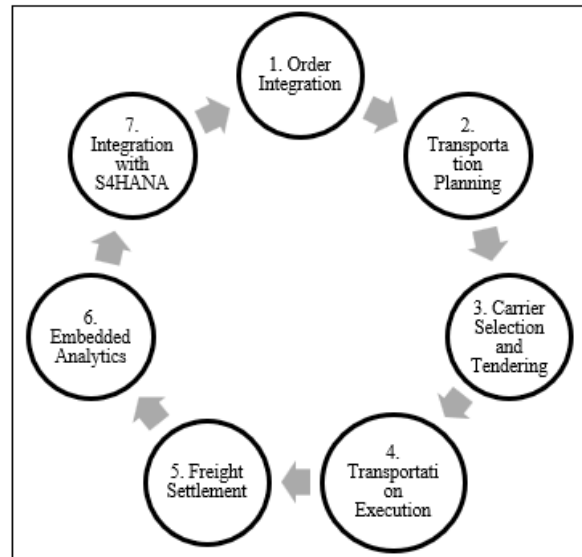 1. Order
Integration
2.
Transporta
tion
Planning
3. Carrier
Selection
and
Tendering
4.
Transportati
on
Execution
5. Freight
Settlement
6.
Embedded
Analytics
7.
Integration
with
S4HANA